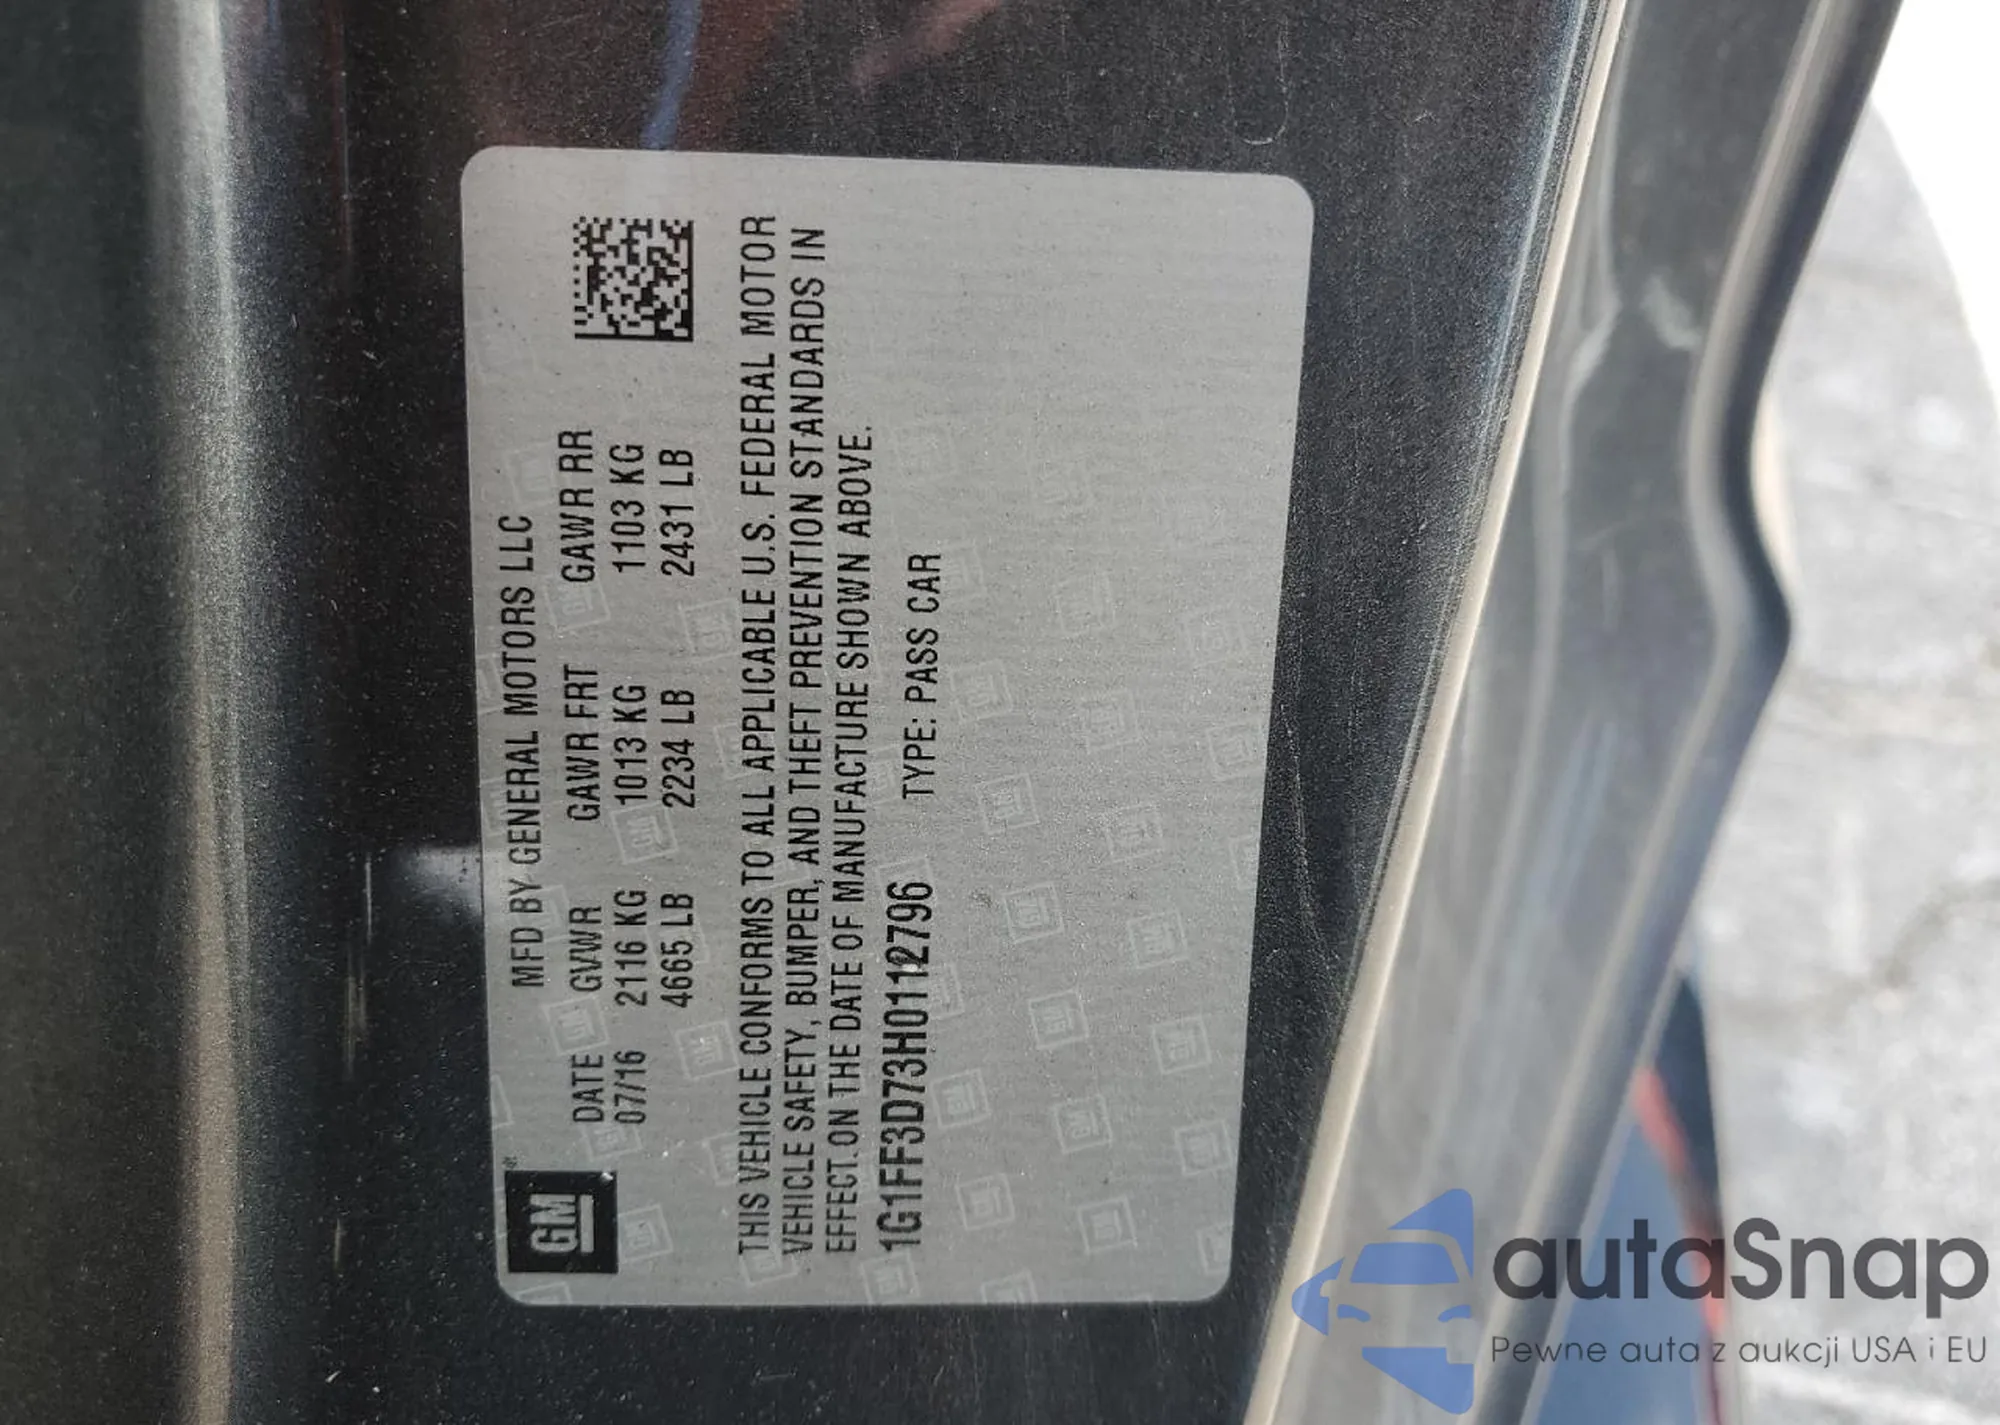 GM
MFD BY GENERAL MOTORS LLC
DATE GVWR GAWR FRT GAWR RR
07/16 2116 KG 1013 KG 1103 KG
4665 LB 2234 LB 2431 LB
THIS VEHICLE CONFORMS TO ALL APPLICABLE U.S. FEDERAL MOTOR
VEHICLE SAFETY, BUMPER, AND THEFT PREVENTION STANDARDS IN
EFFECT ON THE DATE OF MANUFACTURE SHOWN ABOVE.
1G1FF3D73H0112796 TYPE: PASS CAR
autaSnap
Pewne auta z aukcji USA i EU